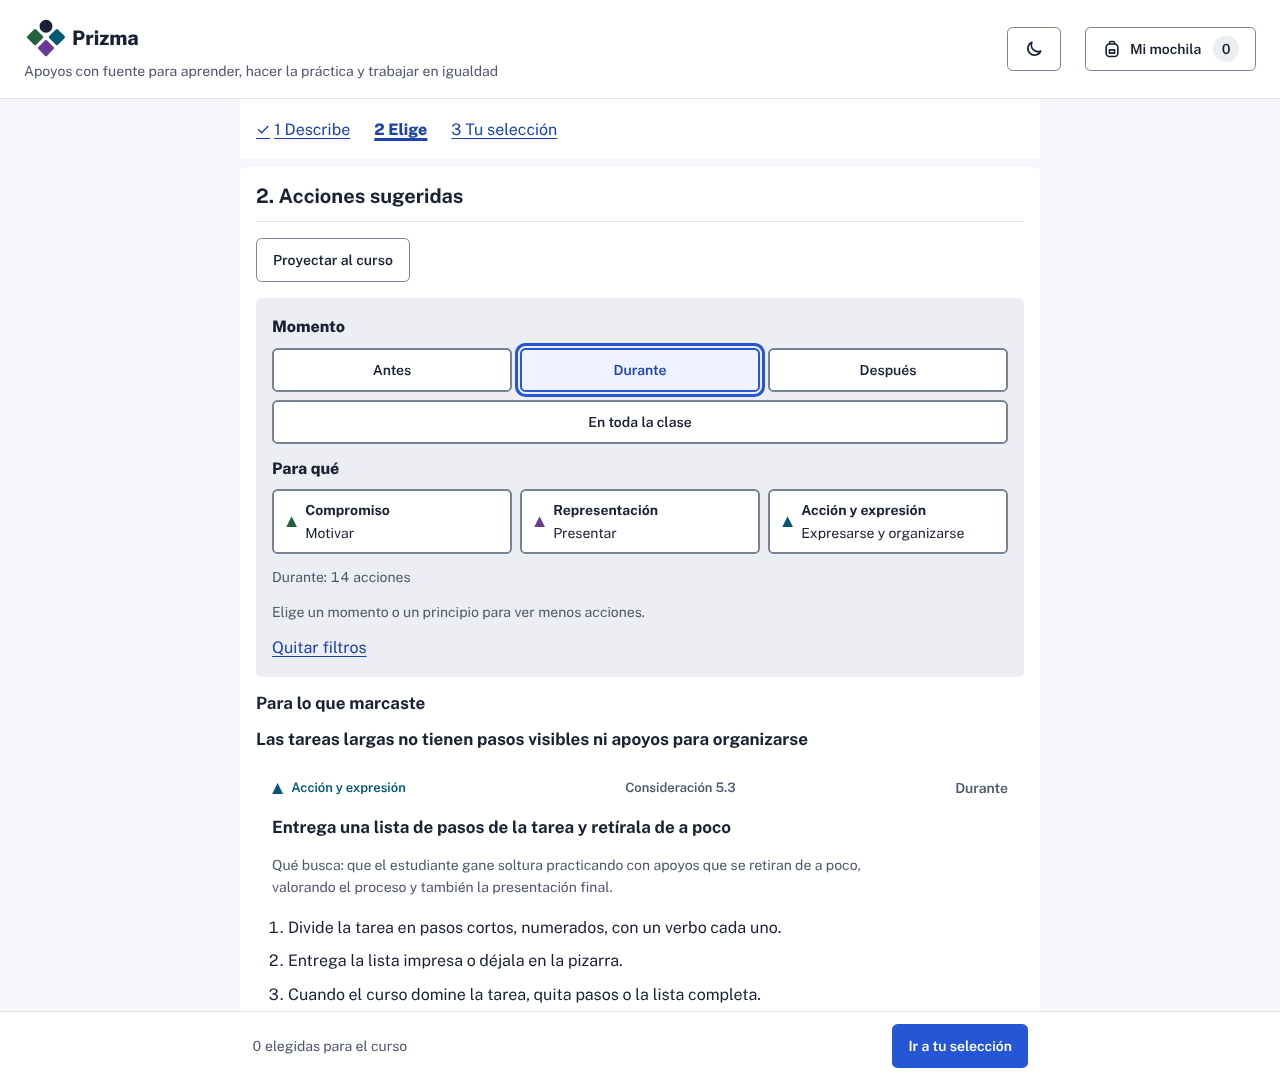 Prizma
Apoyos con fuente para aprender, hacer la práctica y trabajar en igualdad
Mi mochila 0
1 Describe
2 Elige
3 Tu selección
2. Acciones sugeridas
Proyectar al curso
Momento
Antes
Durante
Después
En toda la clase
Para qué
Compromiso
Motivar
Representación
Presentar
Acción y expresión
Expresarse y organizarse
Durante: 14 acciones
Elige un momento o un principio para ver menos acciones.
Quitar filtros
Para lo que marcaste
Las tareas largas no tienen pasos visibles ni apoyos para organizarse
Acción y expresión
Consideración 5.3
Durante
Entrega una lista de pasos de la tarea y retírala de a poco
Qué busca: que el estudiante gane soltura practicando con apoyos que se retiran de a poco,
valorando el proceso y también la presentación final.
1. Divide la tarea en pasos cortos, numerados, con un verbo cada uno.
2. Entrega la lista impresa o déjala en la pizarra.
3. Cuando el curso domine la tarea, quita pasos o la lista completa.
0 elegidas para el curso
Ir a tu selección